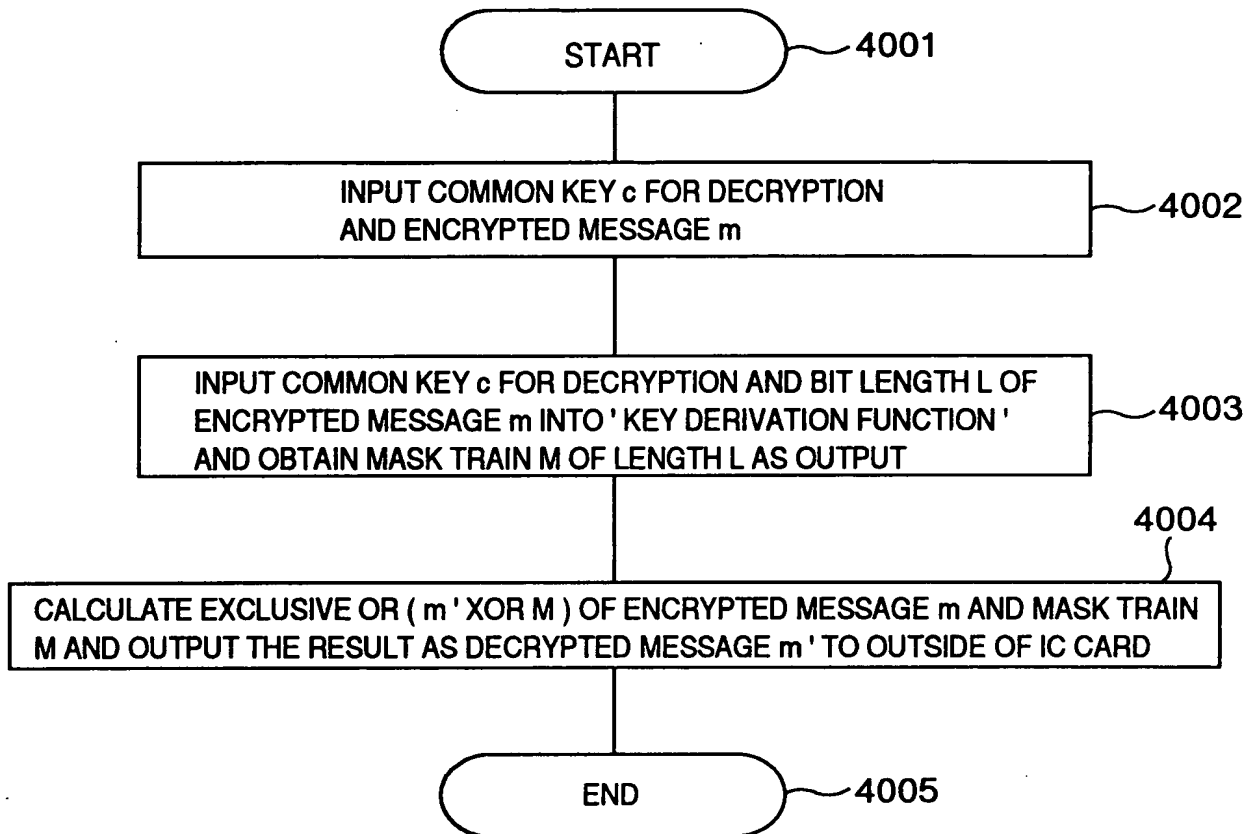 START
4001
INPUT COMMON KEY c FOR DECRYPTION
AND ENCRYPTED MESSAGE m
4002
INPUT COMMON KEY c FOR DECRYPTION AND BIT LENGTH L OF
ENCRYPTED MESSAGE m INTO ' KEY DERIVATION FUNCTION '
AND OBTAIN MASK TRAIN M OF LENGTH L AS OUTPUT
4003
4004
CALCULATE EXCLUSIVE OR ( m ' XOR M ) OF ENCRYPTED MESSAGE m AND MASK TRAIN
M AND OUTPUT THE RESULT AS DECRYPTED MESSAGE m ' TO OUTSIDE OF IC CARD
END
4005